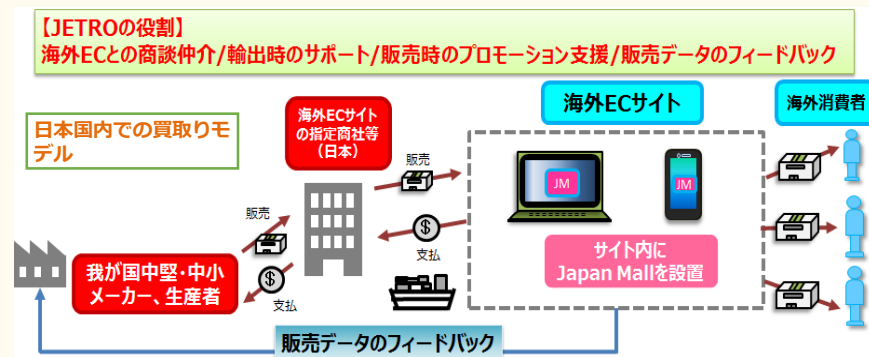 【JETROの役割】
海外ECとの商談仲介/輸出時のサポート/販売時のプロモーション支援/販売データのフィードバック
日本国内での買取りモ
デル
海外ECサイト
の指定商社等
（日本）
海外ECサイト
海外消費者
販売
JM
JM
販売
$
支払
サイト内に
Japan Mallを設置
我が国中堅・中小
メーカー、生産者
$
支払
販売データのフィードバック